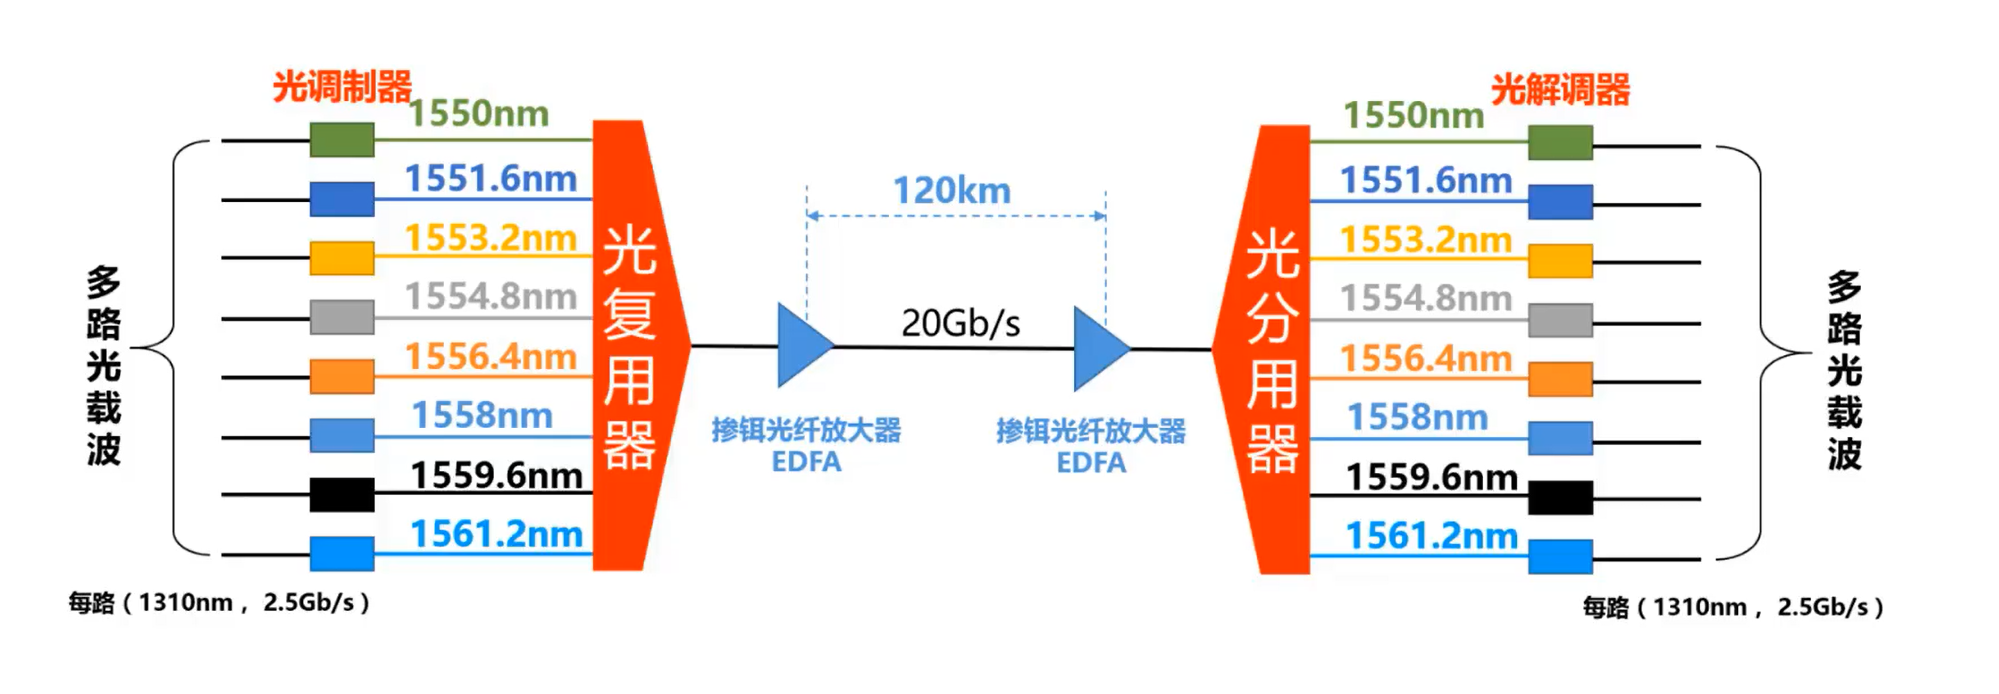 光调制器
1550nm
1551.6nm
1553.2nm
1554.8nm
1556.4nm
1558nm
1559.6nm
1561.2nm
多路光载波
每路（1310nm， 2.5Gb/s）
光复用器
120km
20Gb/s
掺铒光纤放大器
EDFA
掺铒光纤放大器
EDFA
光分用器
光解调器
1550nm
1551.6nm
1553.2nm
1554.8nm
1556.4nm
1558nm
1559.6nm
1561.2nm
多路光载波
每路（1310nm， 2.5Gb/s）